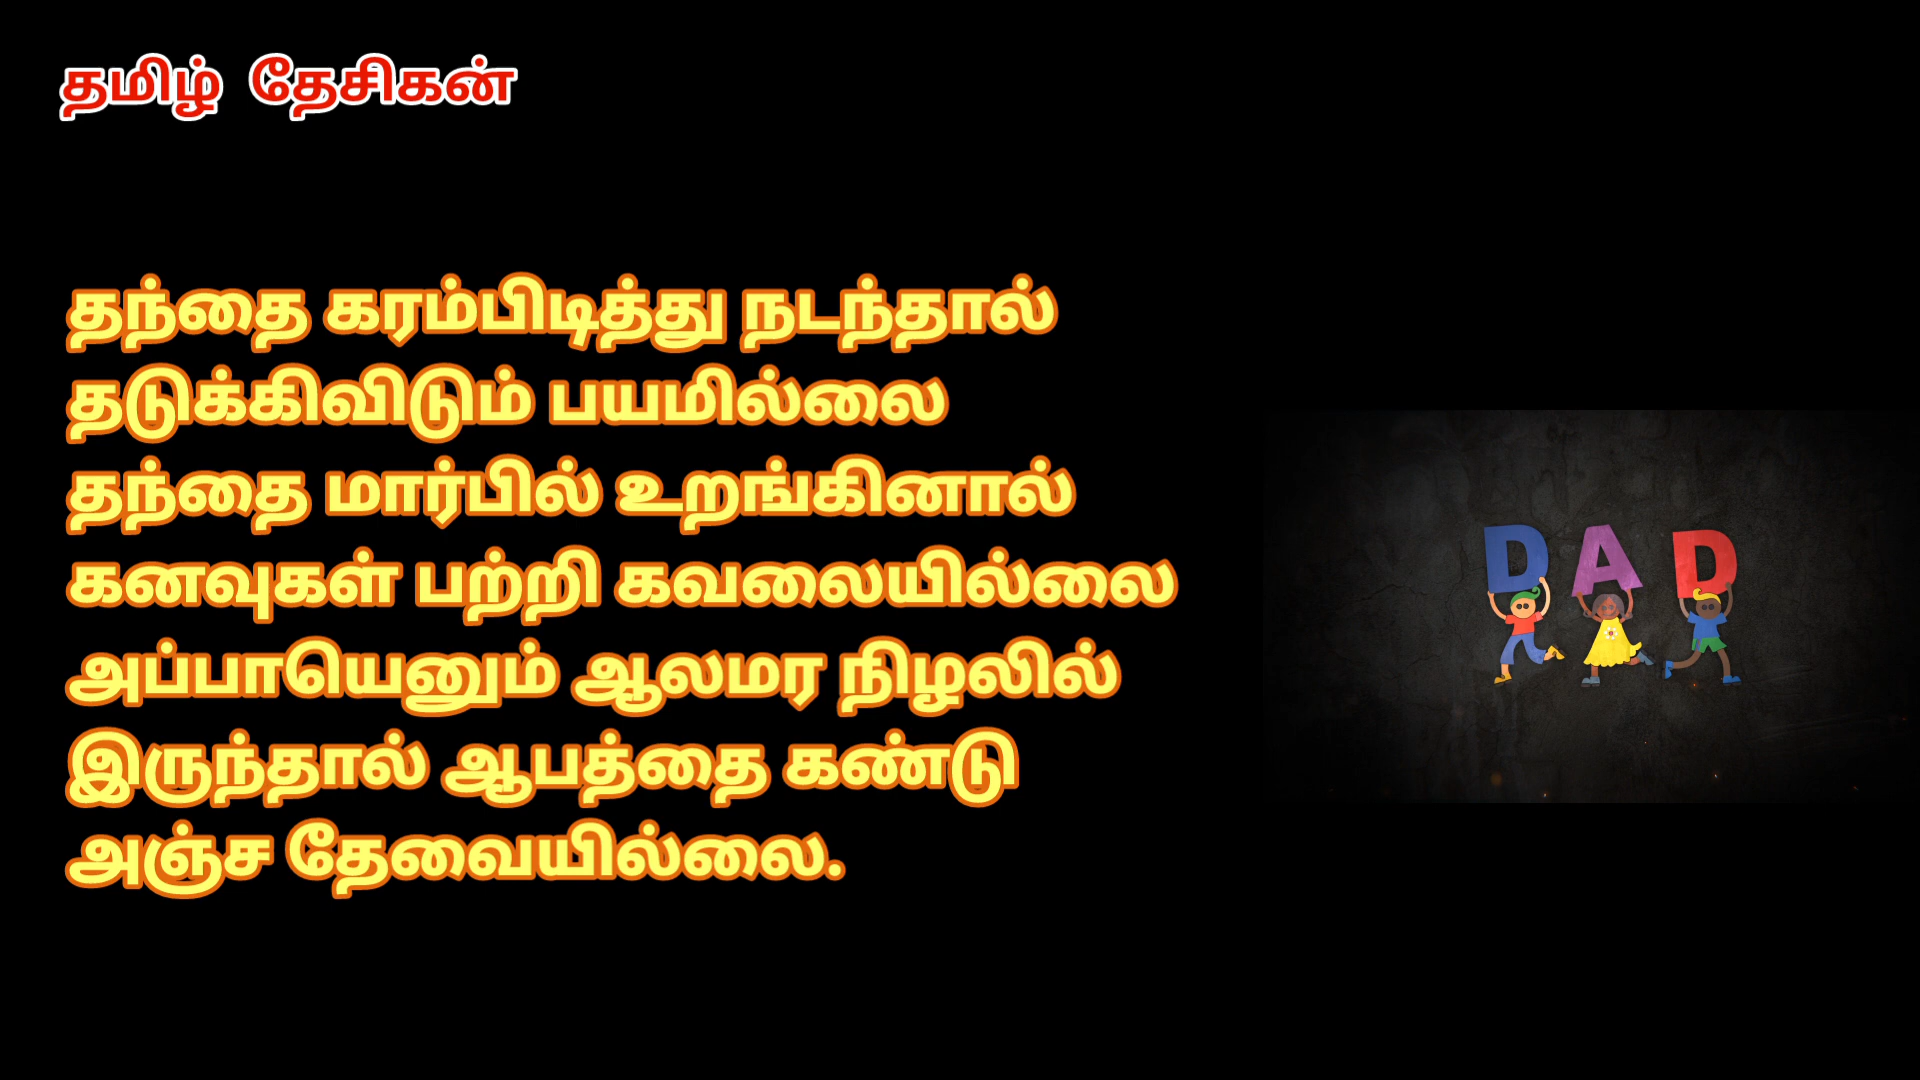 தமிழ் தேசிகன்
தந்தை கரம்பிடித்து நடந்தால்
தடுக்கிவிடும் பயமில்லை
தந்தை மார்பில் உறங்கினால்
கனவுகள் பற்றி கவலையில்லை
அப்பாயெனும் ஆலமர நிழலில்
இருந்தால் ஆபத்தை கண்டு
அஞ்ச தேவையில்லை.
DAD